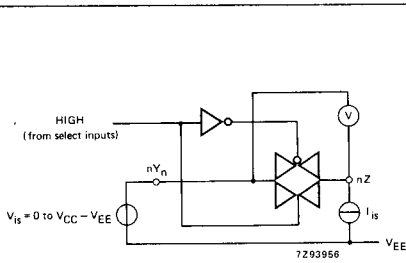 HIGH
(from select inputs)
V
nYn
nZ
Vis = 0 to VCC – VEE
Iis
VEE
7Z93956